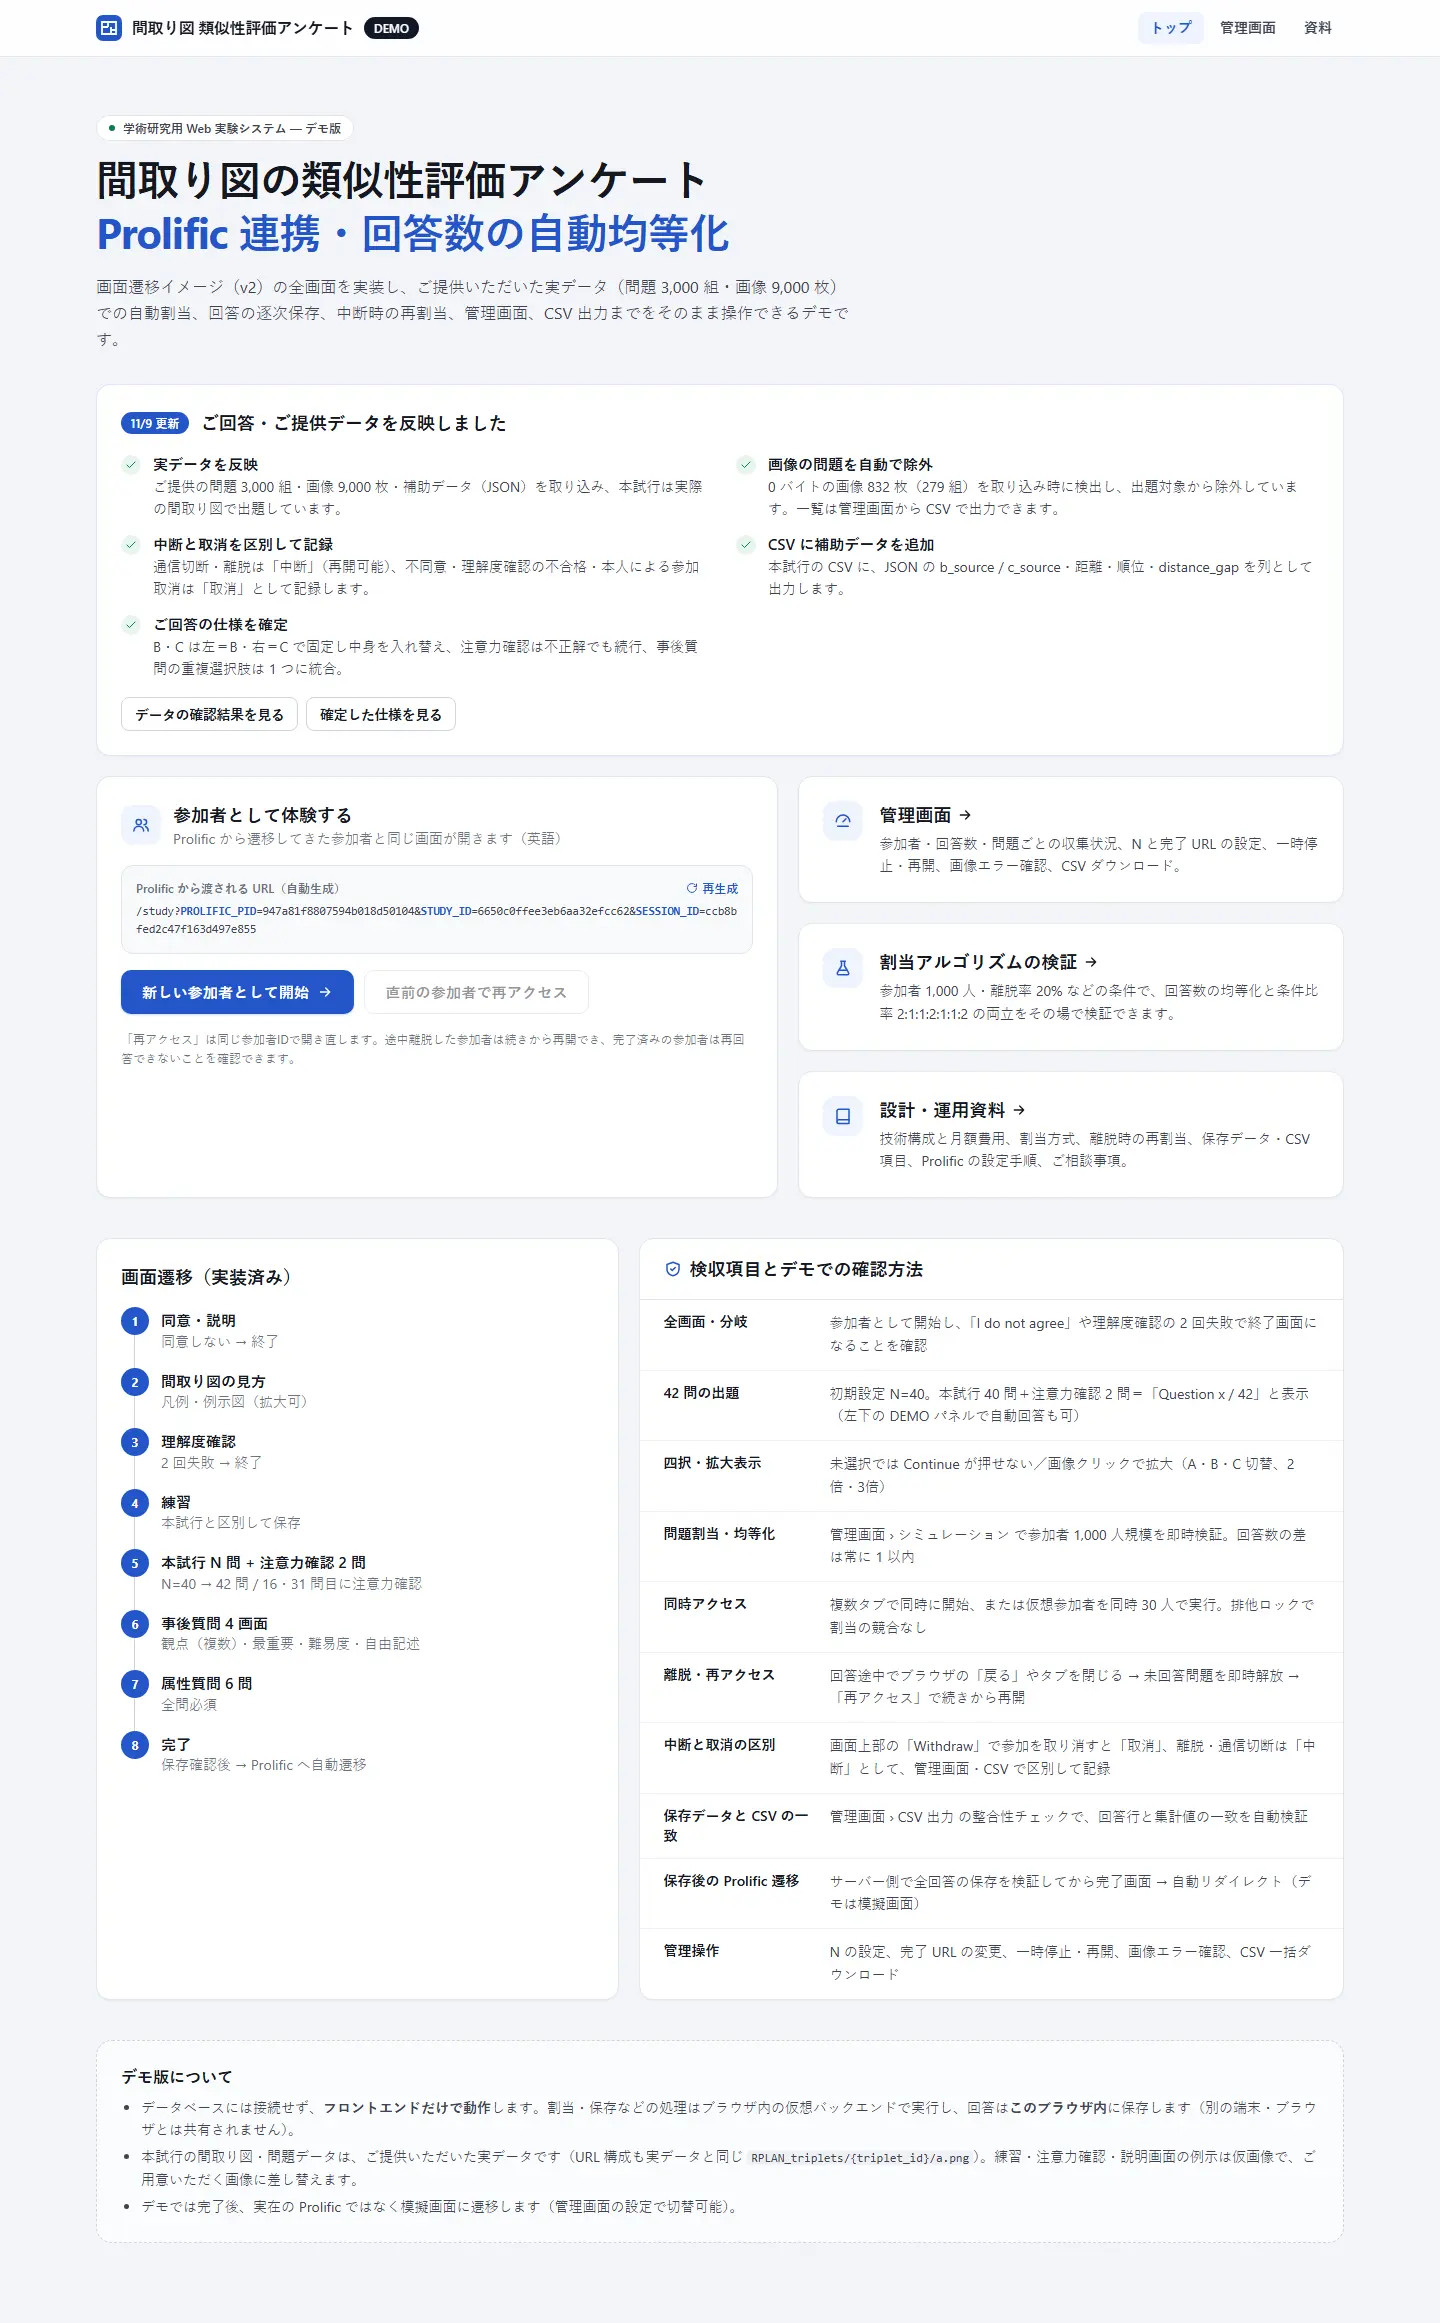 間取り図 類似性評価アンケート DEMO
トップ 管理画面 資料
学術研究用 Web 実験システム — デモ版
間取り図の類似性評価アンケート
Prolific 連携・回答数の自動均等化
画面遷移イメージ（v2）の全画面を実装し、ご提供いただいた実データ（問題 3,000 組・画像 9,000 枚）
での自動割当、回答の逐次保存、中断時の再割当、管理画面、CSV 出力までをそのまま操作できるデモで
す。
11/9 更新 ご回答・ご提供データを反映しました
実データを反映
ご提供の問題 3,000 組・画像 9,000 枚・補助データ（JSON）を取り込み、本試行は実際
の間取り図で出題しています。
画像の問題を自動で除外
0 バイトの画像 832 枚（279 組）を取り込み時に検出し、出題対象から除外していま
す。一覧は管理画面から CSV で出力できます。
中断と取消を区別して記録
通信切断・離脱は「中断」（再開可能）、不同意・理解度確認の不合格・本人による参加
取消は「取消」として記録します。
CSV に補助データを追加
本試行の CSV に、JSON の b_source / c_source・距離・順位・distance_gap を列として
出力します。
ご回答の仕様を確定
B・C は左＝B・右＝C で固定し中身を入れ替え、注意力確認は不正解でも続行、事後質
問の重複選択肢は 1 つに統合。
データの確認結果を見る 確定した仕様を見る
参加者として体験する
Prolific から遷移してきた参加者と同じ画面が開きます（英語）
Prolific から渡される URL（自動生成） 再生成
/study?PROLIFIC_PID=947a81f8807594b018d50104&STUDY_ID=6650c0ffee3eb6aa32efcc62&SESSION_ID=ccb8b
fed2c47f163d497e855
新しい参加者として開始 →
直前の参加者で再アクセス
「再アクセス」は同じ参加者IDで開き直します。途中離脱した参加者は続きから再開でき、完了済みの参加者は再回
答できないことを確認できます。
管理画面 →
参加者・回答数・問題ごとの収集状況、N と完了 URL の設定、一時停
止・再開、画像エラー確認、CSV ダウンロード。
割当アルゴリズムの検証 →
参加者 1,000 人・離脱率 20% などの条件で、回答数の均等化と条件比
率 2:1:1:2:1:1:2 の両立をその場で検証できます。
設計・運用資料 →
技術構成と月額費用、割当方式、離脱時の再割当、保存データ・CSV
項目、Prolific の設定手順、ご相談事項。
画面遷移（実装済み）
1 同意・説明
同意しない → 終了
2 間取り図の見方
凡例・例示図（拡大可）
3 理解度確認
2 回失敗 → 終了
4 練習
本試行と区別して保存
5 本試行 N 問 + 注意力確認 2 問
N=40 → 42 問 / 16・31 問目に注意力確認
6 事後質問 4 画面
観点（複数）・最重要・難易度・自由記述
7 属性質問 6 問
全問必須
8 完了
保存確認後 → Prolific へ自動遷移
検収項目とデモでの確認方法
全画面・分岐
参加者として開始し、「I do not agree」や理解度確認の 2 回失敗で終了画面に
なることを確認
42 問の出題
初期設定 N=40。本試行 40 問＋注意力確認 2 問＝「Question x / 42」と表示
（左下の DEMO パネルで自動回答も可）
四択・拡大表示
未選択では Continue が押せない／画像クリックで拡大（A・B・C 切替、2
倍・3倍）
問題割当・均等化
管理画面 › シミュレーション で参加者 1,000 人規模を即時検証。回答数の差
は常に 1 以内
同時アクセス
複数タブで同時に開始、または仮想参加者を同時 30 人で実行。排他ロックで
割当の競合なし
離脱・再アクセス
回答途中でブラウザの「戻る」やタブを閉じる → 未回答問題を即時解放 →
「再アクセス」で続きから再開
中断と取消の区別
画面上部の「Withdraw」で参加を取り消すと「取消」、離脱・通信切断は「中
断」として、管理画面・CSV で区別して記録
保存データと CSV の一
致
管理画面 › CSV 出力 の整合性チェックで、回答行と集計値の一致を自動検証
保存後の Prolific 遷移
サーバー側で全回答の保存を検証してから完了画面 → 自動リダイレクト（デ
モは模擬画面）
管理操作
N の設定、完了 URL の変更、一時停止・再開、画像エラー確認、CSV 一括ダ
ウンロード
デモ版について
データベースには接続せず、フロントエンドだけで動作します。割当・保存などの処理はブラウザ内の仮想バックエンドで実行し、回答はこのブラウザ内に保存します（別の端末・ブラウ
ザとは共有されません）。
本試行の間取り図・問題データは、ご提供いただいた実データです（URL 構成も実データと同じ RPLAN_triplets/{triplet_id}/a.png）。練習・注意力確認・説明画面の例示は仮画像で、ご
用意いただく画像に差し替えます。
デモでは完了後、実在の Prolific ではなく模擬画面に遷移します（管理画面の設定で切替可能）。